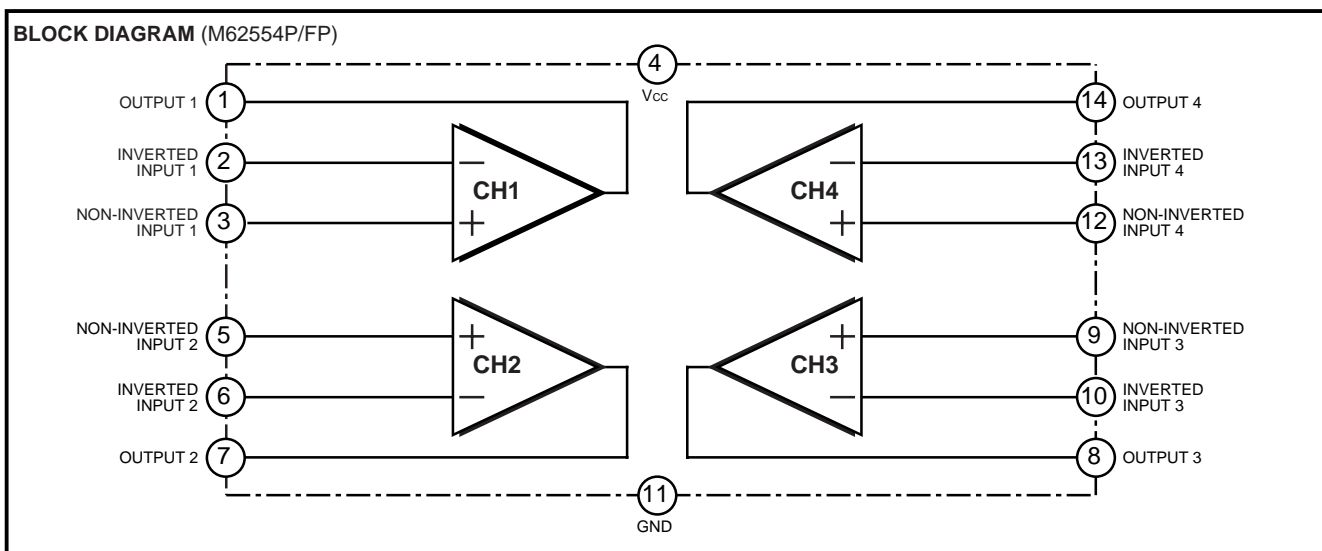 BLOCK DIAGRAM (M62554P/FP)
4
Vcc
OUTPUT 1
1
INVERTED
INPUT 1
2
NON-INVERTED
INPUT 1
3
−
CH1
+
14
OUTPUT 4
13
INVERTED
INPUT 4
12
NON-INVERTED
INPUT 4
−
CH4
+
NON-INVERTED
INPUT 2
5
INVERTED
INPUT 2
6
OUTPUT 2
7
+
CH2
−
9
NON-INVERTED
INPUT 3
10
INVERTED
INPUT 3
8
OUTPUT 3
+
CH3
−
11
GND